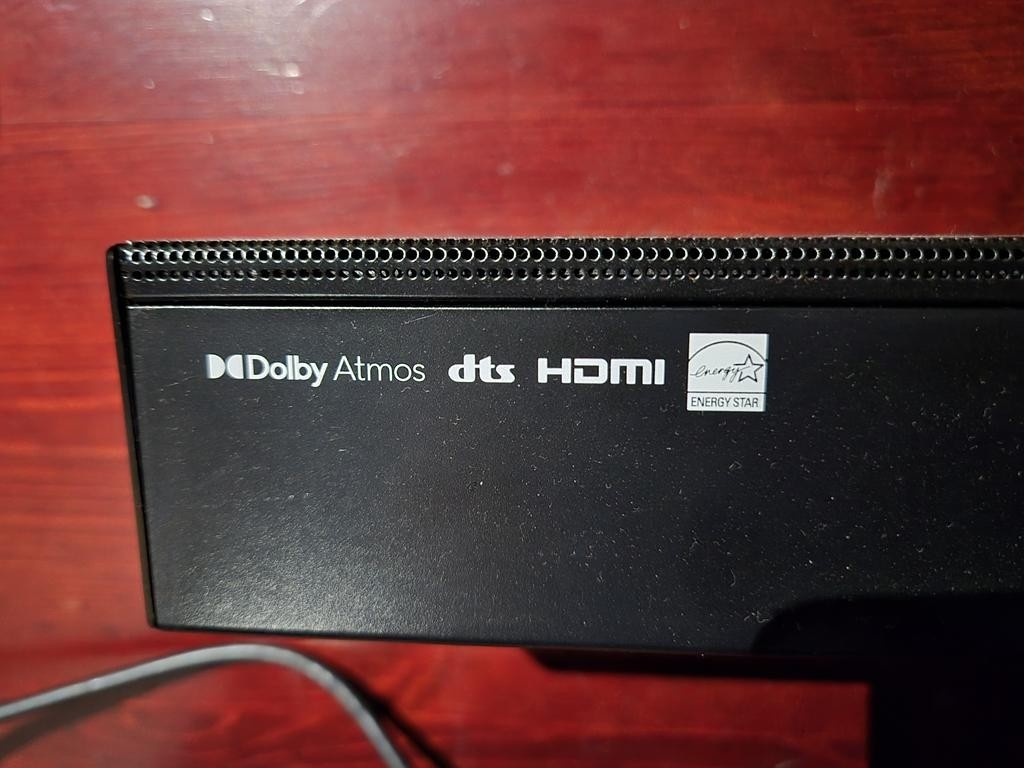 Dolby Atmos dts HDMI energy
ENERGY STAR